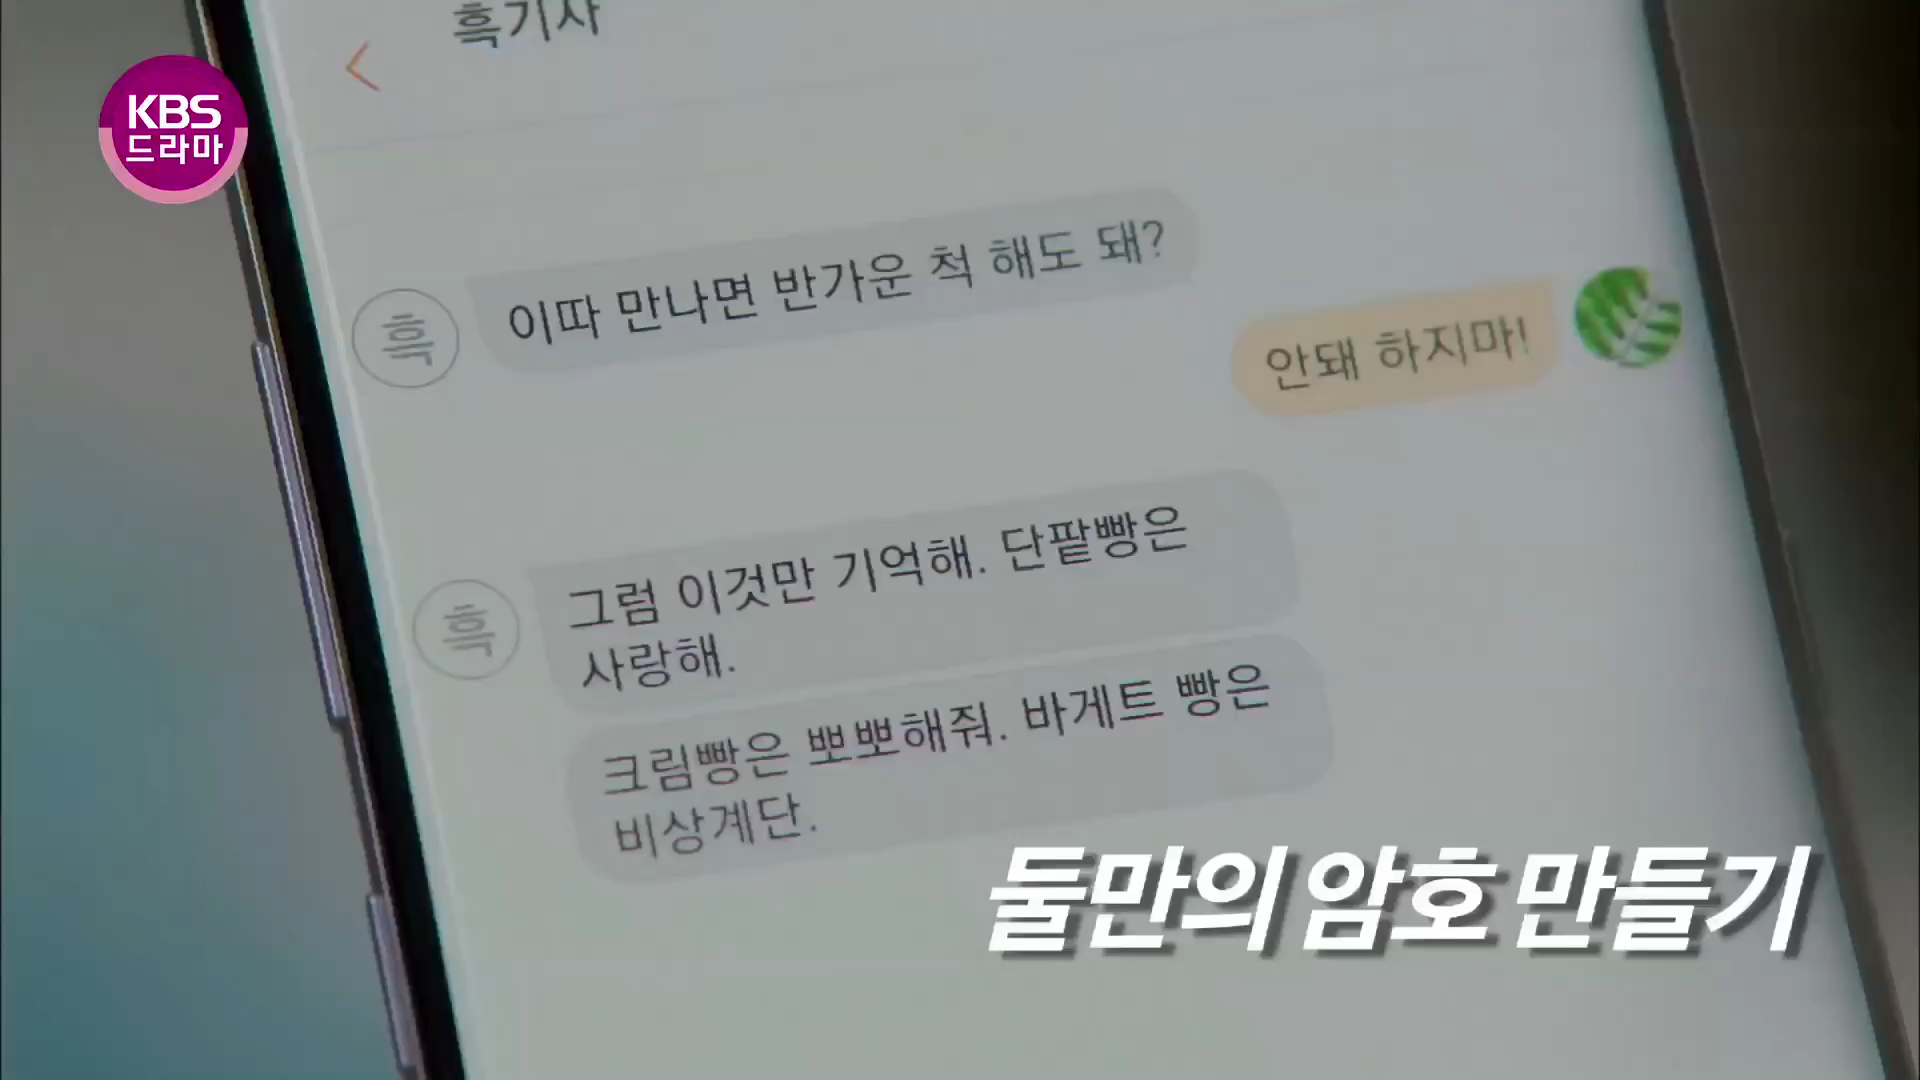 흑기사
KBS
드라마
이따 만나면 반가운 척 해도 돼?
흑
안돼 하지마!
그럼 이것만 기억해. 단팥빵은
사랑해.
흑
크림빵은 뽀뽀해줘. 바게트 빵은
비상계단.
둘만의 암호 만들기